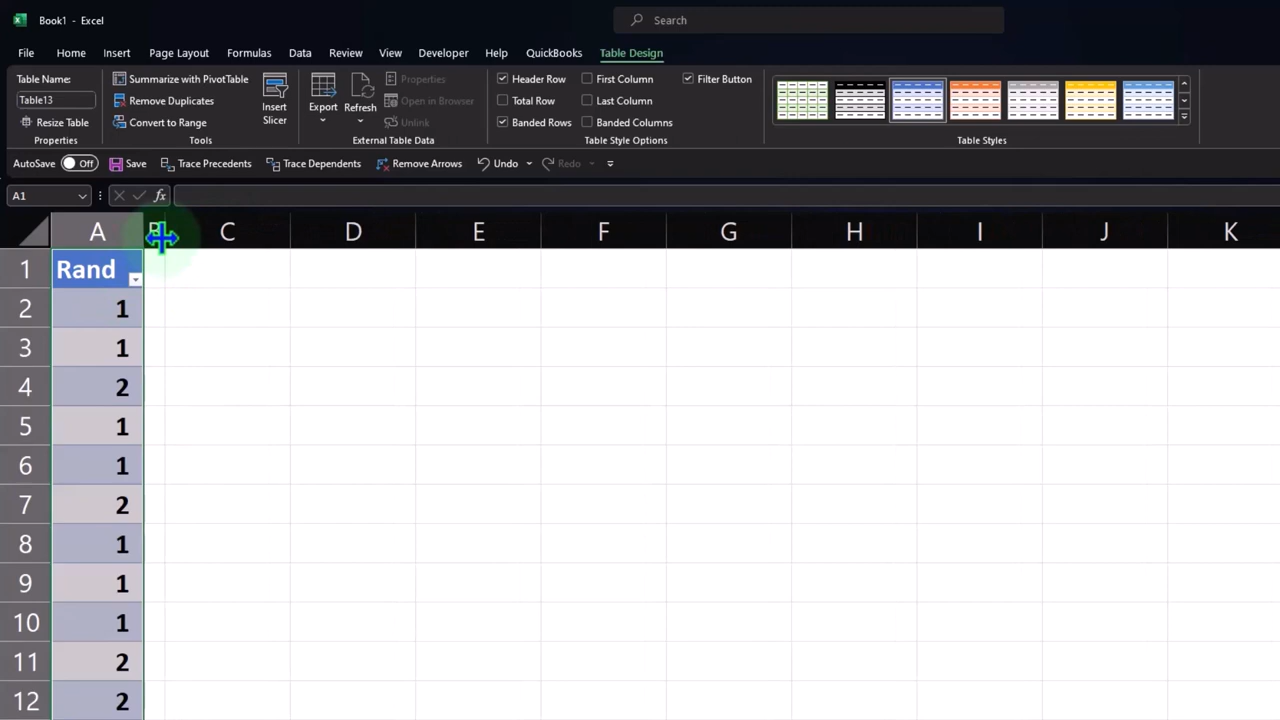 Book1 - Excel
Search
File Home Insert Page Layout Formulas Data Review View Developer Help QuickBooks Table Design
Table Name:
Table13
Resize Table
Properties
Summarize with PivotTable
Remove Duplicates
Convert to Range
Tools
Insert
Slicer
Export
Refresh
Properties
Open in Browser
Unlink
External Table Data
Header Row
Total Row
Banded Rows
First Column
Last Column
Banded Columns
Filter Button
Table Style Options
Table Styles
AutoSave Off Save Trace Precedents Trace Dependents Remove Arrows Undo Redo
A1 fx
A B C D E F G H I J K
1 Rand
2 1
3 1
4 2
5 1
6 1
7 2
8 1
9 1
10 1
11 2
12 2